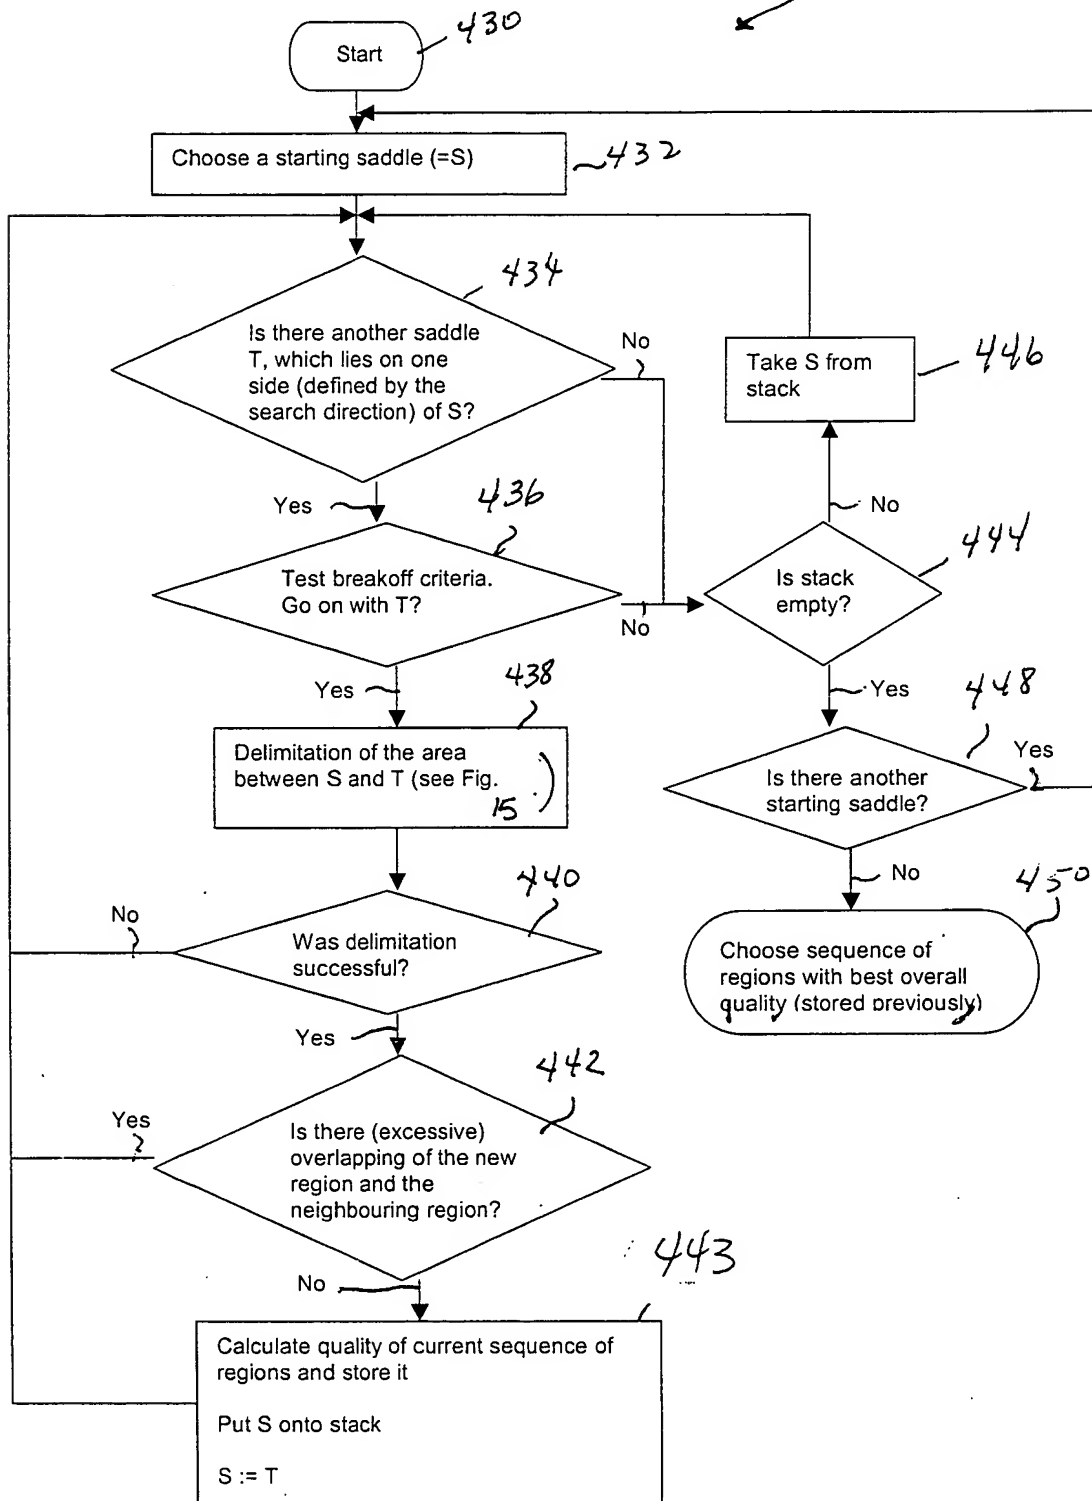 430
Start
Choose a starting saddle (=S)
432
434
Is there another saddle
T, which lies on one
side (defined by the
search direction) of S?
No
Take S from
stack
446
Yes
436
No
Test breakoff criteria.
Go on with T?
No
Is stack
empty?
444
Yes
438
Yes
448
Delimitation of the area
between S and T (see Fig.
15 )
Is there another
starting saddle?
Yes
No
440
No
450
Was delimitation
successful?
Choose sequence of
regions with best overall
quality (stored previously)
Yes
442
Yes
Is there (excessive)
overlapping of the new
region and the
neighbouring region?
No
443
Calculate quality of current sequence of
regions and store it
Put S onto stack
S := T